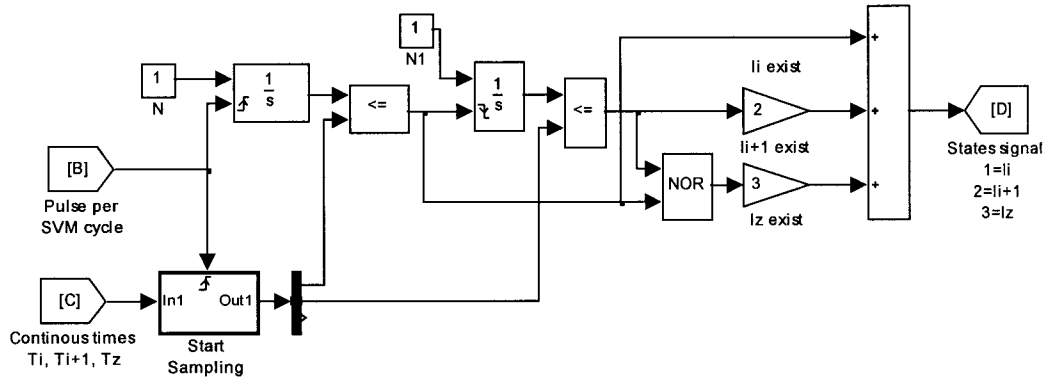 1
N
1
s
[B]
Pulse per
SVM cycle
<=
1
N1
1
s
<=
Ii exist
2
Ii+1 exist
NOR
3
Iz exist
+
+
+
[D]
States signal
1=Ii
2=Ii+1
3=Iz
[C]
Continous times
Ti, Ti+1, Tz
In1
Out1
Start
Sampling